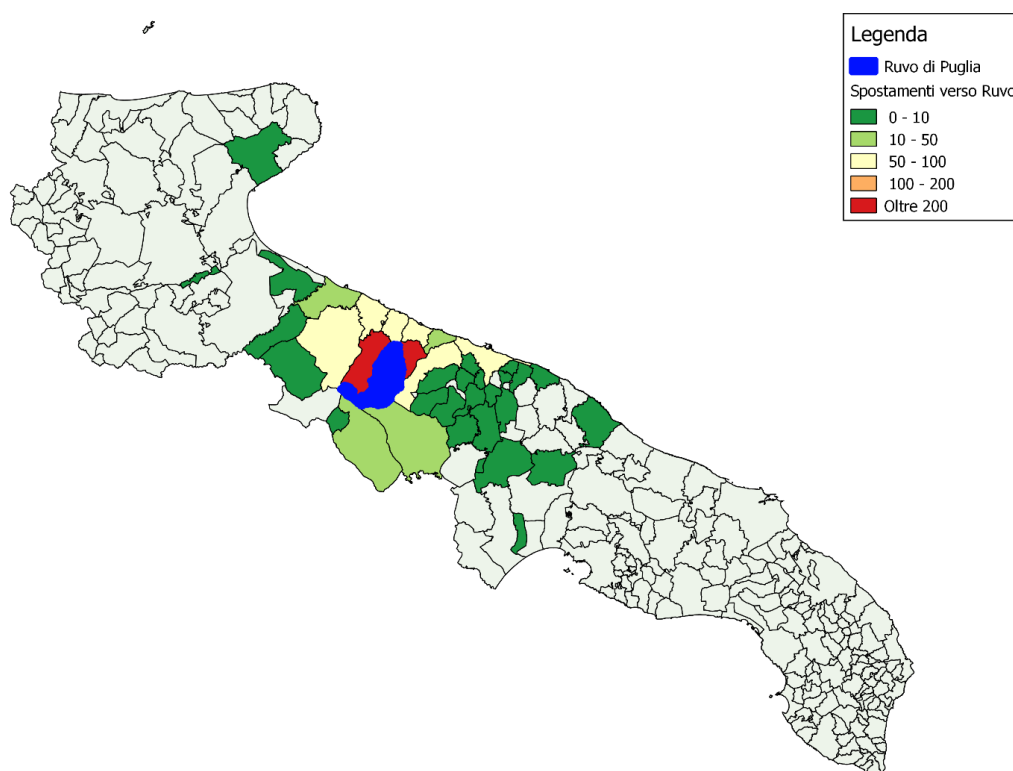 Legenda
Ruvo di Puglia
Spostamenti verso Ruvo
0 - 10
10 - 50
50 - 100
100 - 200
Oltre 200